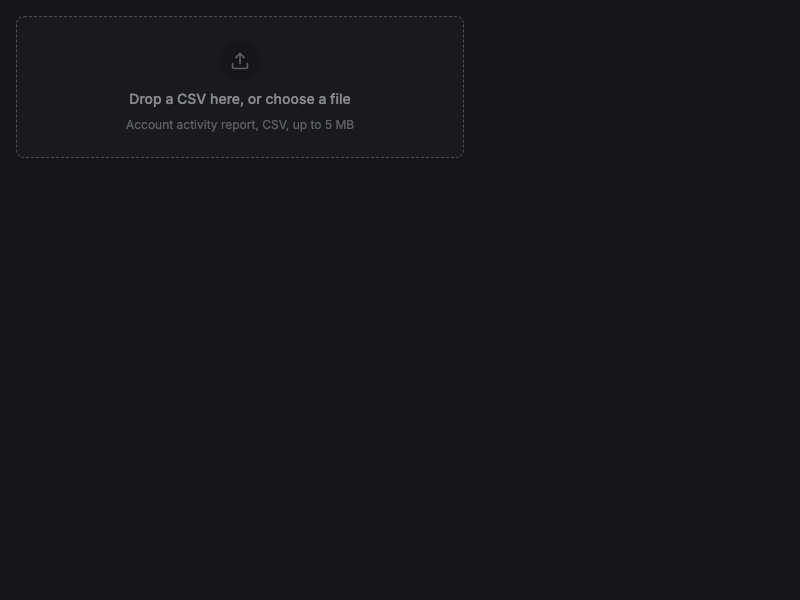 Drop a CSV here, or choose a file
Account activity report, CSV, up to 5 MB